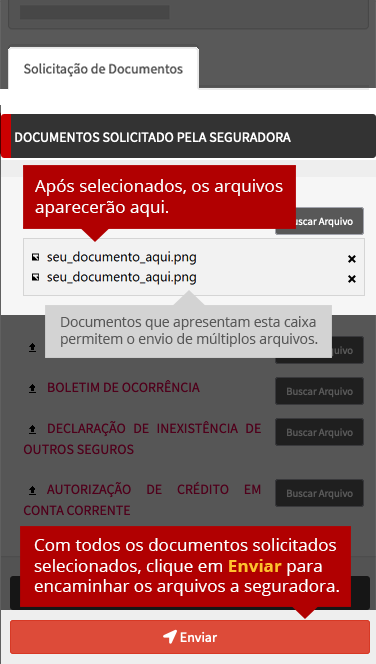 Solicitação de Documentos
DOCUMENTOS SOLICITADO PELA SEGURADORA
Após selecionados, os arquivos
aparecerão aqui.
Buscar Arquivo
seu_documento_aqui.png
seu_documento_aqui.png
Documentos que apresentam esta caixa
permitem o envio de múltiplos arquivos.
Arquivo
BOLETIM DE OCORRÊNCIA
Buscar Arquivo
DECLARAÇÃO DE INEXISTÊNCIA DE
OUTROS SEGUROS
Buscar Arquivo
AUTORIZAÇÃO DE CRÉDITO EM
CONTA CORRENTE
Buscar Arquivo
Com todos os documentos solicitados
selecionados, clique em Enviar para
encaminhar os arquivos a seguradora.
Enviar